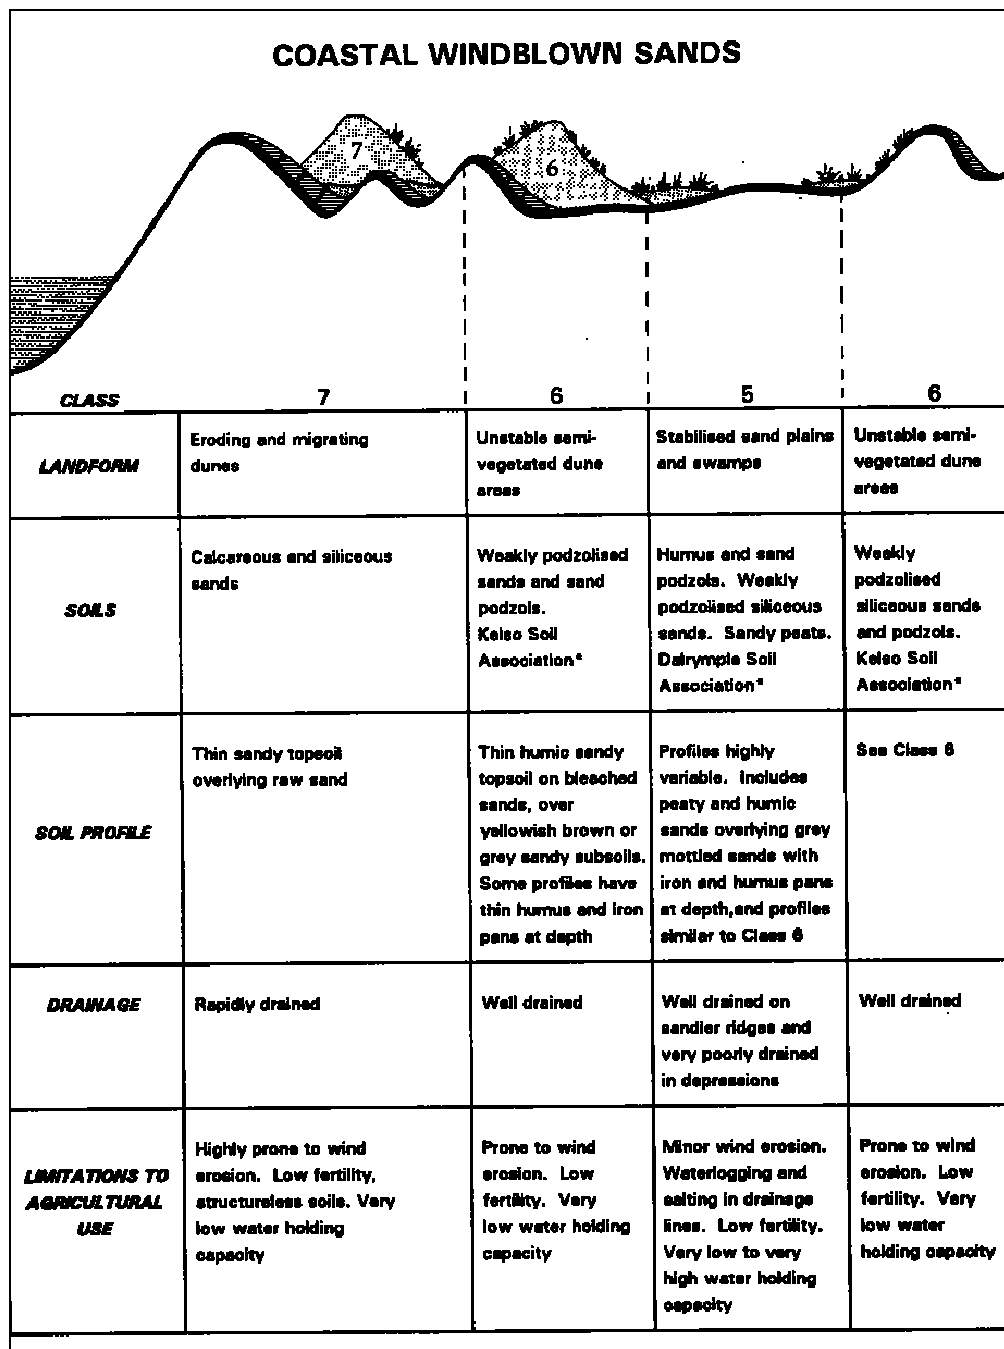 COASTAL WINDBLOWN SANDS
7
6
CLASS
7
6
5
6
LANDFORM
Eroding and migrating
dunes
Unstable semi-
vegetated dune
areas
Stabilised sand plains
and swamps
Unstable semi-
vegetated dune
areas
SOILS
Calcareous and siliceous
sands
Weakly podzolised
sands and sand
podzols.
Kelso Soil
Association*
Humus and sand
podzols. Weakly
podzolised siliceous
sands. Sandy peats.
Dalrymple Soil
Association*
Weakly
podzolised
siliceous sands
and podzols.
Kelso Soil
Association*
SOIL PROFILE
Thin sandy topsoil
overlying raw sand
Thin humic sandy
topsoil on bleached
sands, over
yellowish brown or
grey sandy subsoils.
Some profiles have
thin humus and iron
pans at depth
Profiles highly
variable. Includes
peaty and humic
sands overlying grey
mottled sands with
iron and humus pans
at depth,and profiles
similar to Class 6
See Class 6
DRAINAGE
Rapidly drained
Well drained
Well drained on
sandier ridges and
very poorly drained
in depressions
Well drained
LIMITATIONS TO
AGRICULTURAL
USE
Highly prone to wind
erosion. Low fertility,
structureless soils. Very
low water holding
capacity
Prone to wind
erosion. Low
fertility. Very
low water holding
capacity
Minor wind erosion.
Waterlogging and
salting in drainage
lines. Low fertility.
Very low to very
high water holding
capacity
Prone to wind
erosion. Low
fertility. Very
low water
holding capacity